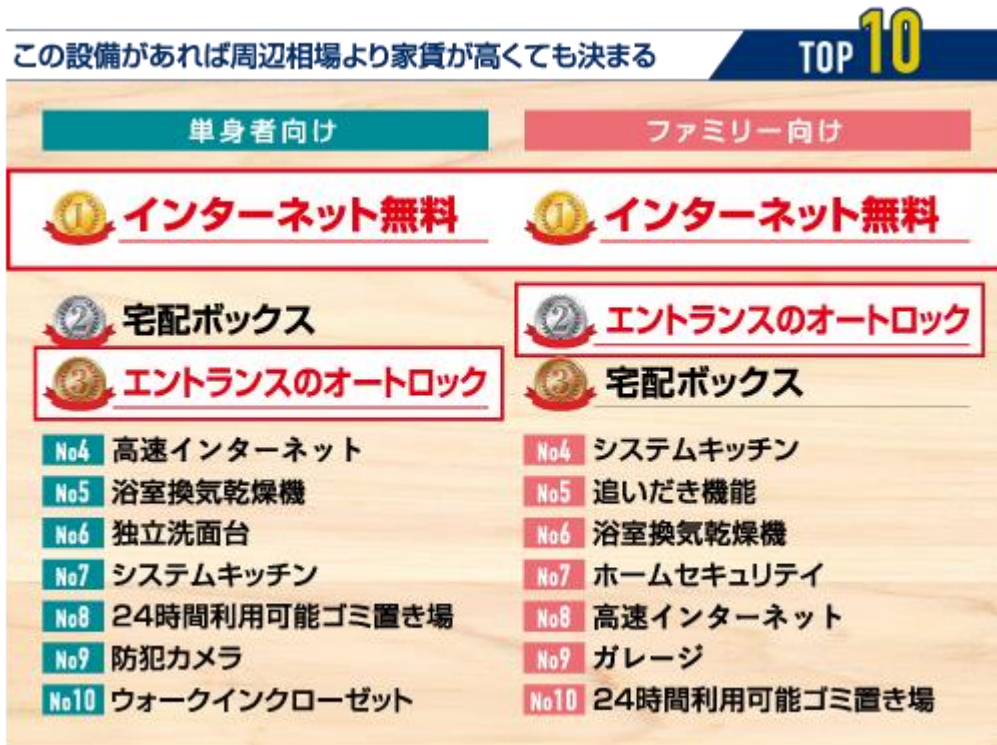 この設備があれば周辺相場より家賃が高くても決まる
TOP10
単身者向け
1 インターネット無料
2 宅配ボックス
3 エントランスのオートロック
No4 高速インターネット
No5 浴室換気乾燥機
No6 独立洗面台
No7 システムキッチン
No8 24時間利用可能ゴミ置き場
No9 防犯カメラ
No10 ウォークインクローゼット
ファミリー向け
1 インターネット無料
2 エントランスのオートロック
3 宅配ボックス
No4 システムキッチン
No5 追いだき機能
No6 浴室換気乾燥機
No7 ホームセキュリテイ
No8 高速インターネット
No9 ガレージ
No10 24時間利用可能ゴミ置き場